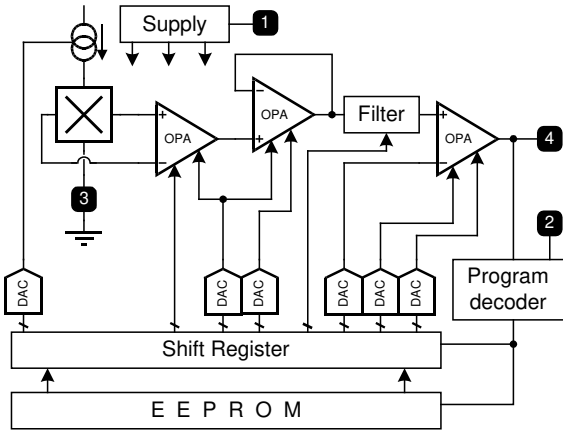 Supply
1
+
−
OPA
−
+
OPA
Filter
+
−
OPA
4
3
2
DAC
DAC
DAC
DAC
DAC
DAC
Program
decoder
Shift Register
E E P R O M